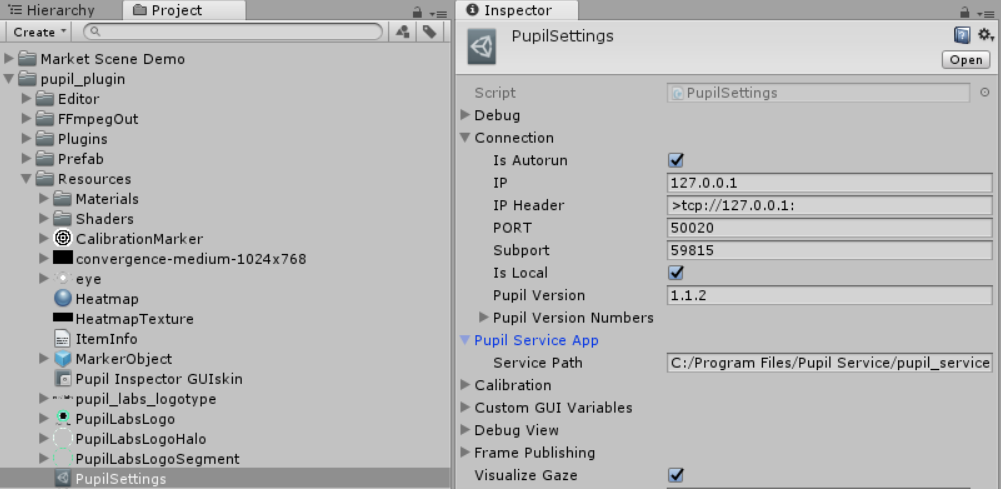 Hierarchy
Project
Create
Market Scene Demo
pupil_plugin
Editor
FFmpegOut
Plugins
Prefab
Resources
Materials
Shaders
CalibrationMarker
convergence-medium-1024x768
eye
Heatmap
HeatmapTexture
ItemInfo
MarkerObject
Pupil Inspector GUIskin
pupil_labs_logotype
PupilLabsLogo
PupilLabsLogoHalo
PupilLabsLogoSegment
PupilSettings
Inspector
PupilSettings
Open
Script PupilSettings
Debug
Connection
Is Autorun
IP 127.0.0.1
IP Header >tcp://127.0.0.1:
PORT 50020
Subport 59815
Is Local
Pupil Version 1.1.2
Pupil Version Numbers
Pupil Service App
Service Path C:/Program Files/Pupil Service/pupil_service
Calibration
Custom GUI Variables
Debug View
Frame Publishing
Visualize Gaze